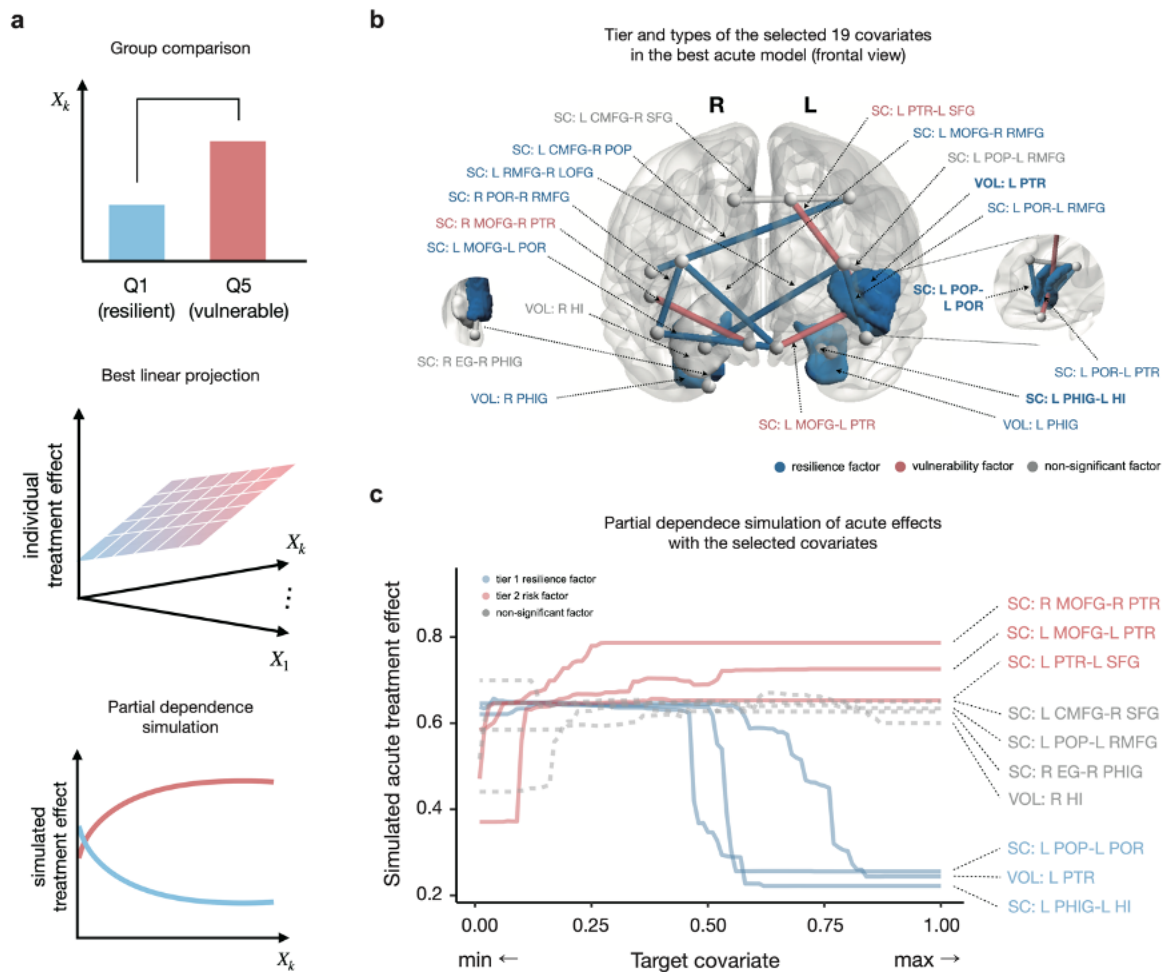 a
Group comparison
Xk
Q1
(resilient)
Q5
(vulnerable)
Best linear projection
individual
treatment effect
Xk
⋮
X1
Partial dependence
simulation
simulated
treatment effect
Xk
b
Tier and types of the selected 19 covariates
in the best acute model (frontal view)
R
L
SC: L CMFG-R SFG
SC: L CMFG-R POP
SC: L RMFG-R LOFG
SC: R POR-R RMFG
SC: R MOFG-R PTR
SC: L MOFG-L POR
VOL: R HI
SC: R EG-R PHIG
VOL: R PHIG
SC: L PTR-L SFG
SC: L MOFG-R RMFG
SC: L POP-L RMFG
VOL: L PTR
SC: L POR-L RMFG
SC: L POP-
L POR
SC: L POR-L PTR
SC: L PHIG-L HI
VOL: L PHIG
SC: L MOFG-L PTR
resilience factor
vulnerability factor
non-significant factor
c
Partial dependece simulation of acute effects
with the selected covariates
tier 1 resilience factor
tier 2 risk factor
non-significant factor
Simulated acute treatment effect
0.8
0.6
0.4
0.2
0.00
0.25
0.50
0.75
1.00
min ←
Target covariate
max →
SC: R MOFG-R PTR
SC: L MOFG-L PTR
SC: L PTR-L SFG
SC: L CMFG-R SFG
SC: L POP-L RMFG
SC: R EG-R PHIG
VOL: R HI
SC: L POP-L POR
VOL: L PTR
SC: L PHIG-L HI